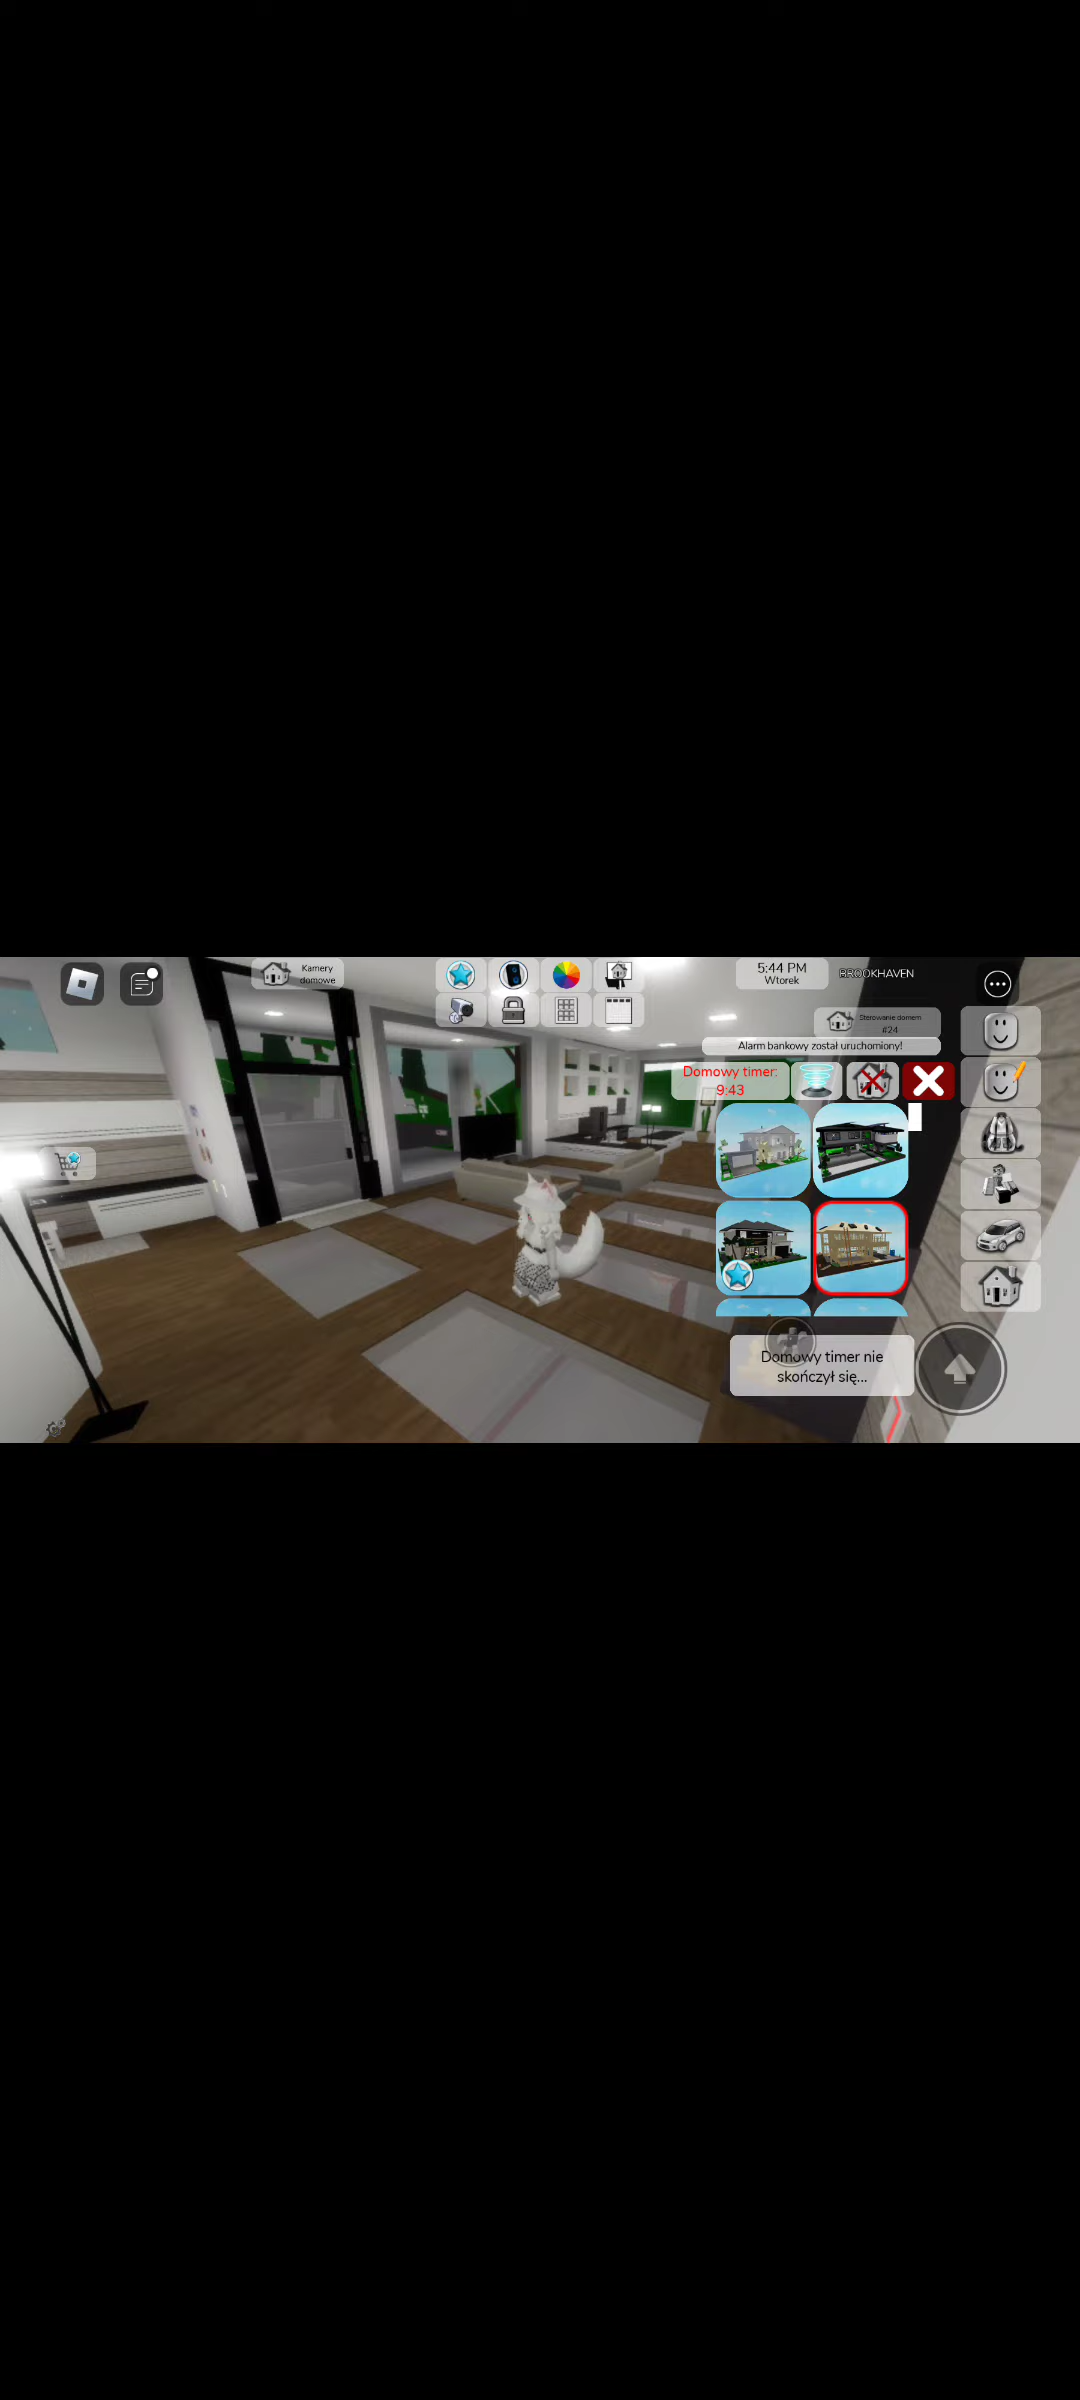 Kamery
domowe
5:44 PM
Wtorek
BROOKHAVEN
Sterowanie domem
#24
Alarm bankowy został uruchomiony!
Domowy timer:
9:43
Domowy timer nie
skończył się...